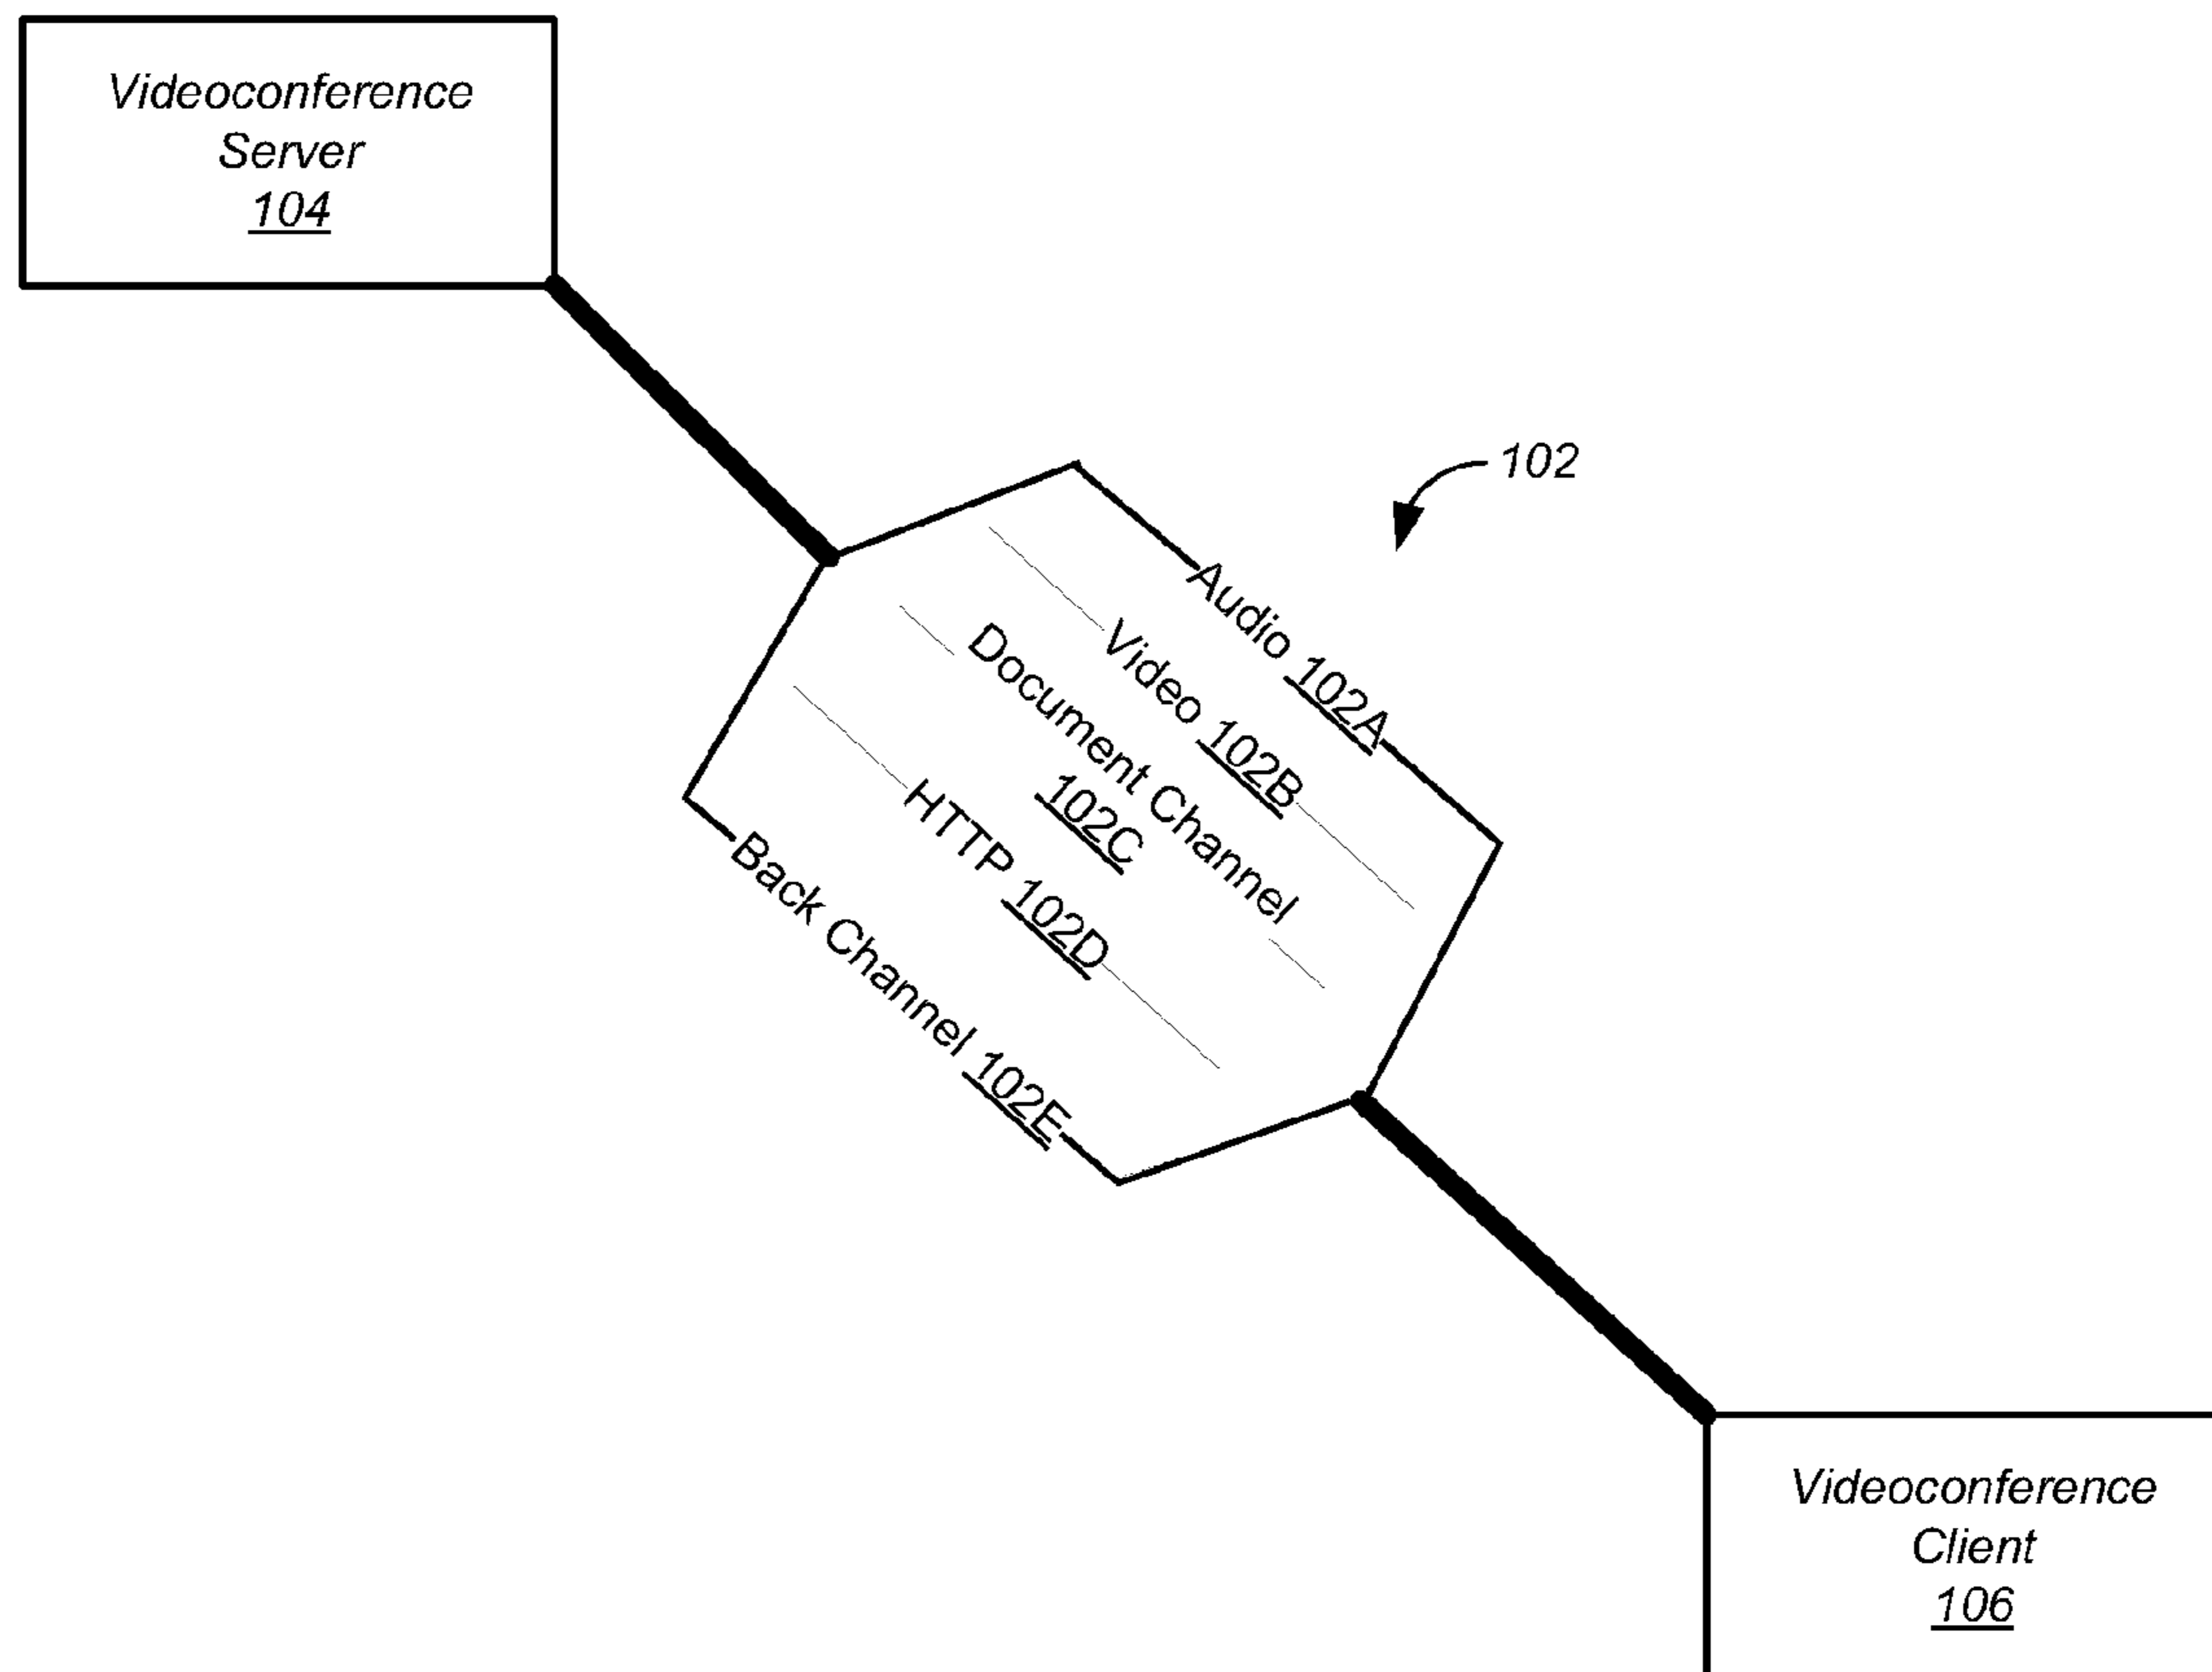 Videoconference
Server
104
102
Audio 102A
Video 102B
Document Channel
102C
HTTP 102D
Back Channel 102E
Videoconference
Client
106